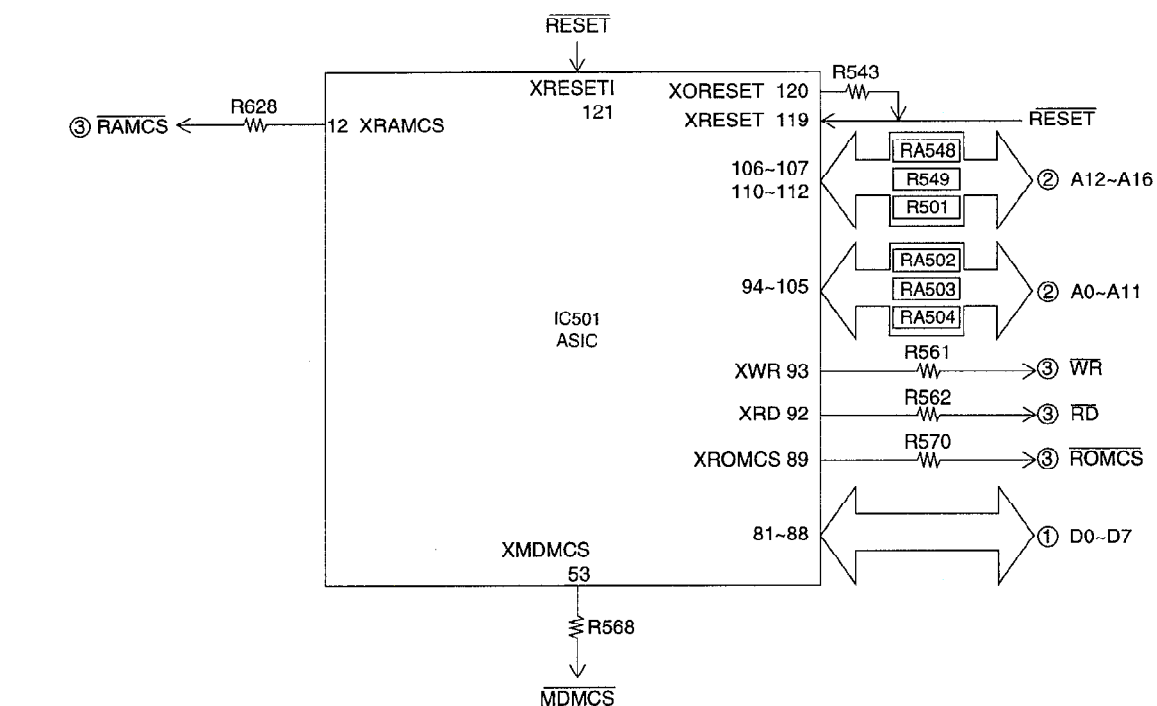 RESET
XRESETI
121
XORESET 120
R543
R628
③ RAMCS
12 XRAMCS
XRESET 119
RESET
106~107
110~112
RA548
R549
R501
② A12~A16
94~105
RA502
RA503
RA504
② A0~A11
IC501
ASIC
XWR 93
R561
③ WR
XRD 92
R562
③ RD
XROMCS 89
R570
③ ROMCS
81~88
① D0~D7
XMDMCS
53
R568
MDMCS